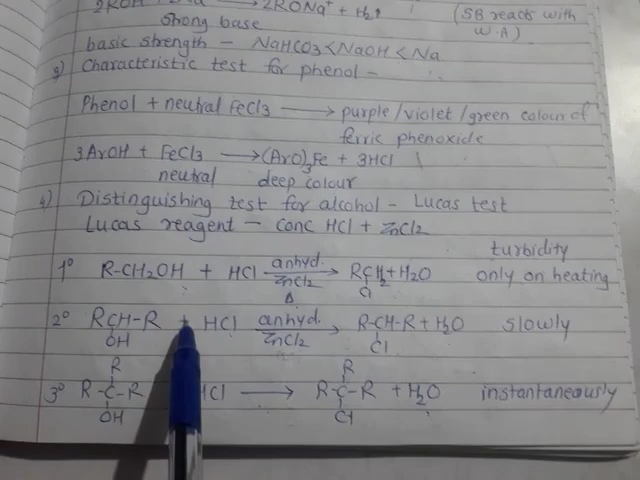 2ROH → 2RONa + H₂↑ (SB reacts with
strong base W.A)
basic strength – NaHCO3 < NaOH < Na
3) Characteristic test for phenol –
Phenol + neutral FeCl3 → purple/violet/green colour of
ferric phenoxide
3ArOH + FeCl3 → (ArO)₃Fe + 3HCl
neutral deep colour
4) Distinguishing test for alcohol – Lucas test
Lucas reagent – conc HCl + ZnCl2
turbidity
1° R-CH2OH + HCl anhyd. ZnCl2 Δ → RCH2 + H2O only on heating
Cl
2° RCH-R + HCl anhyd. ZnCl2 → R-CH-R + H2O slowly
OH Cl
R R
3° R-C-R HCl → R-C-R + H2O instantaneously
OH Cl